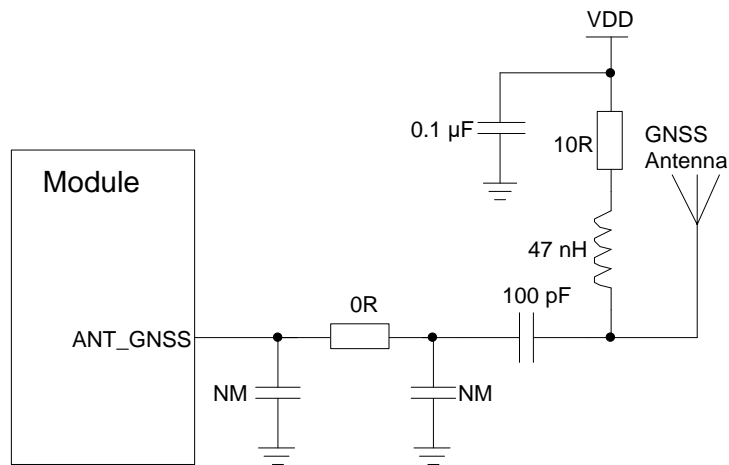 VDD
0.1 µF
10R
GNSS
Antenna
Module
47 nH
100 pF
0R
ANT_GNSS
NM
NM